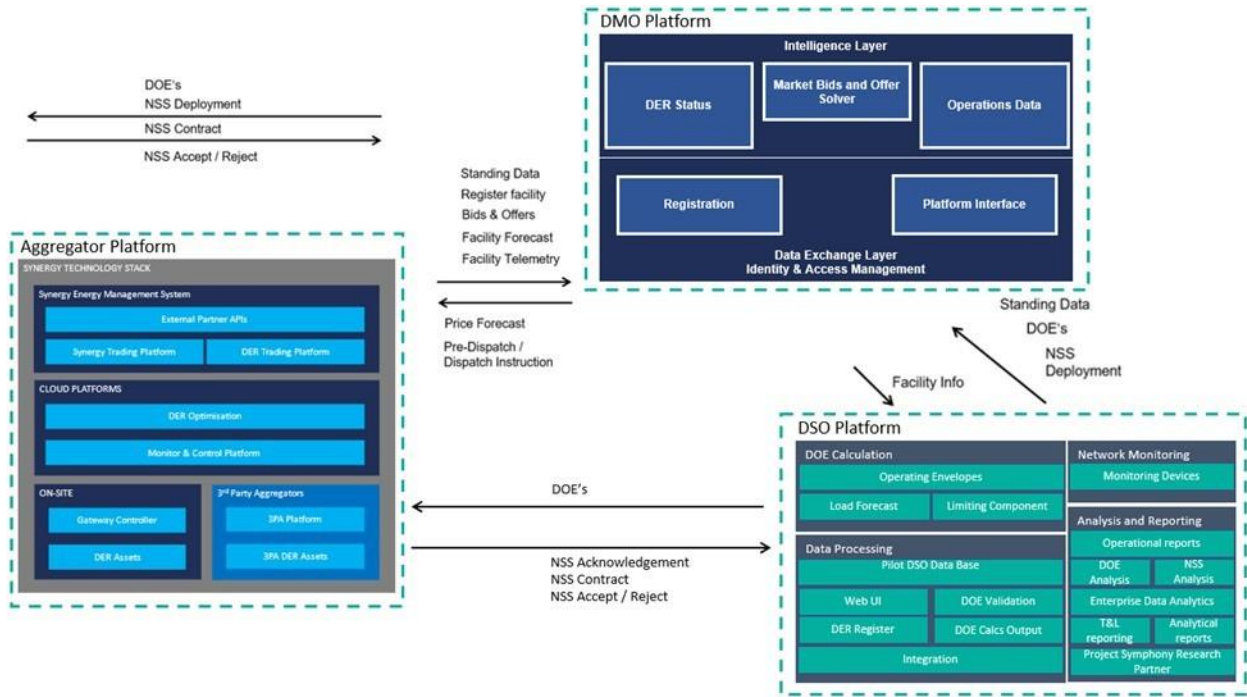 DMO Platform
Intelligence Layer
DER Status
Market Bids and Offer
Solver
Operations Data
Registration
Platform Interface
Data Exchange Layer
Identity & Access Management
DOE's
NSS Deployment
NSS Contract
NSS Accept / Reject
Standing Data
Register facility
Bids & Offers
Facility Forecast
Facility Telemetry
Price Forecast
Pre-Dispatch /
Dispatch Instruction
Aggregator Platform
SYNERGY TECHNOLOGY STACK
Synergy Energy Management System
External Partner APIs
Synergy Trading Platform
DER Trading Platform
CLOUD PLATFORMS
DER Optimisation
Monitor & Control Platform
ON-SITE
Gateway Controller
DER Assets
3rd Party Aggregators
3PA Platform
3PA DER Assets
Standing Data
DOE's
NSS
Deployment
Facility Info
DOE's
NSS Acknowledgement
NSS Contract
NSS Accept / Reject
DSO Platform
DOE Calculation
Operating Envelopes
Load Forecast
Limiting Component
Data Processing
Pilot DSO Data Base
Web UI
DOE Validation
DER Register
DOE Calcs Output
Integration
Network Monitoring
Monitoring Devices
Analysis and Reporting
Operational reports
DOE
Analysis
NSS
Analysis
Enterprise Data Analytics
T&L
reporting
Analytical
reports
Project Symphony Research
Partner